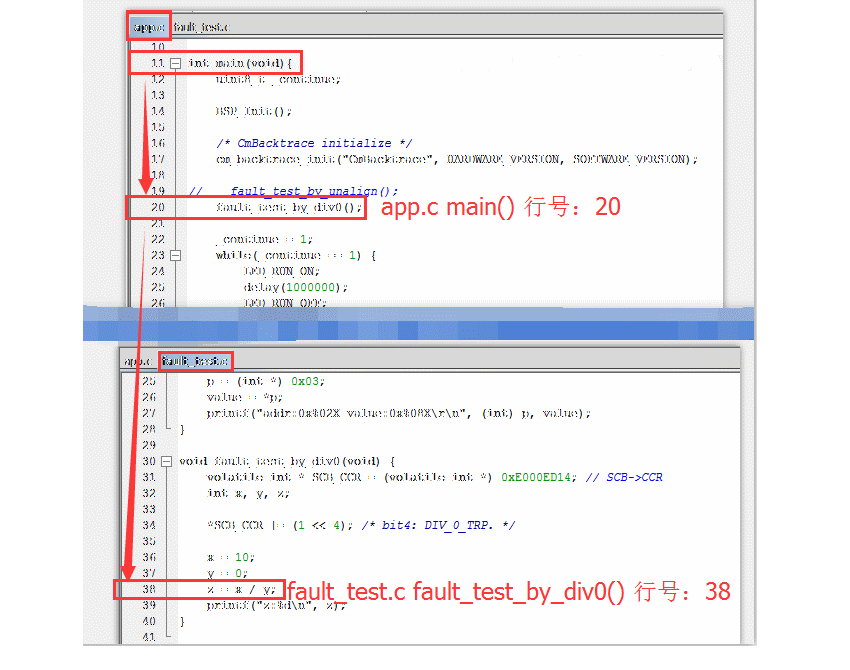 app.c fault_test.c
10
11 int main(void){
12 uint8_t _continue;
13
14 BSP_Init();
15
16 /* CmBacktrace initialize */
17 cm_backtrace_init("CmBacktrace", HARDWARE_VERSION, SOFTWARE_VERSION);
18
19 // fault_test_by_unalign();
20 fault_test_by_div0(); app.c main() 行号：20
21
22 _continue = 1;
23 while(_continue == 1) {
24 LED_RUN_ON;
25 delay(1000000);
26 LED_RUN_OFF;
app.c fault_test.c
25 p = (int *) 0x03;
26 value = *p;
27 printf("addr:0x%02X value:0x%08X\r\n", (int) p, value);
28 }
29
30 void fault_test_by_div0(void) {
31 volatile int * SCB_CCR = (volatile int *) 0xE000ED14; // SCB->CCR
32 int x, y, z;
33
34 *SCB_CCR |= (1 << 4); /* bit4: DIV_0_TRP. */
35
36 x = 10;
37 y = 0;
38 z = x / y; fault_test.c fault_test_by_div0() 行号：38
39 printf("z:%d\n", z);
40 }
41